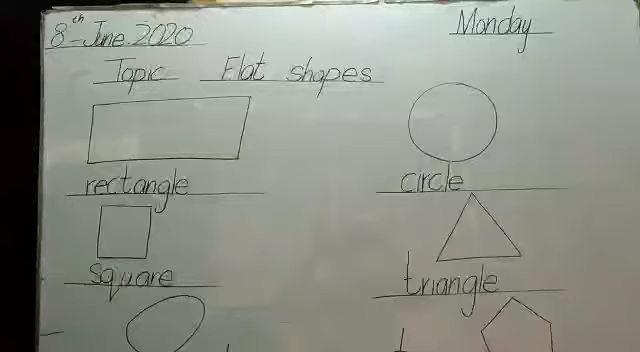 8th June 2020 Monday
Topic Flat shapes
rectangle circle
square triangle